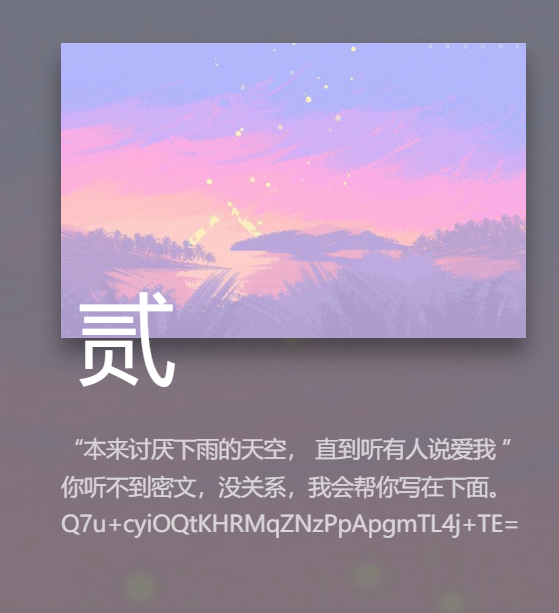 贰
“本来讨厌下雨的天空， 直到听有人说爱我 ”
你听不到密文，没关系，我会帮你写在下面。
Q7u+cyiOQtKHRMqZNzPpApgmTL4j+TE=